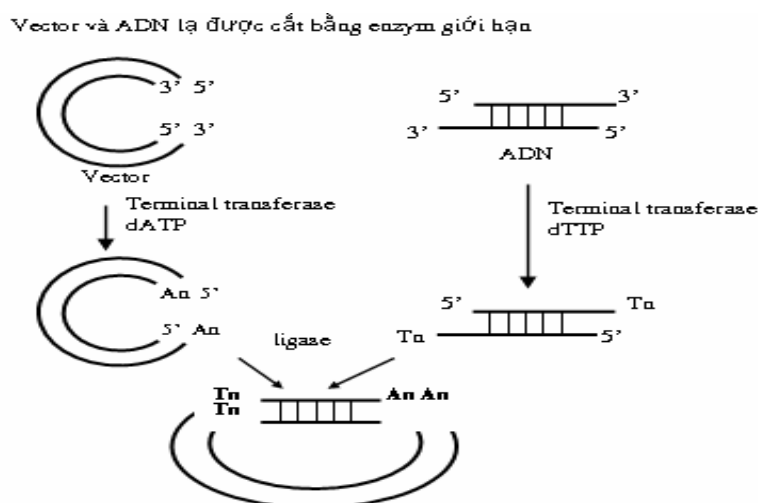 Vector và ADN lạ được cắt bằng enzym giới hạn
3’ 5’
5’ 3’
Vector
5’ 3’
3’ 5’
ADN
Terminal transferase
dATP
Terminal transferase
dTTP
An 5’
5’ An
5’ Tn
Tn 5’
ligase
Tn An An
Tn